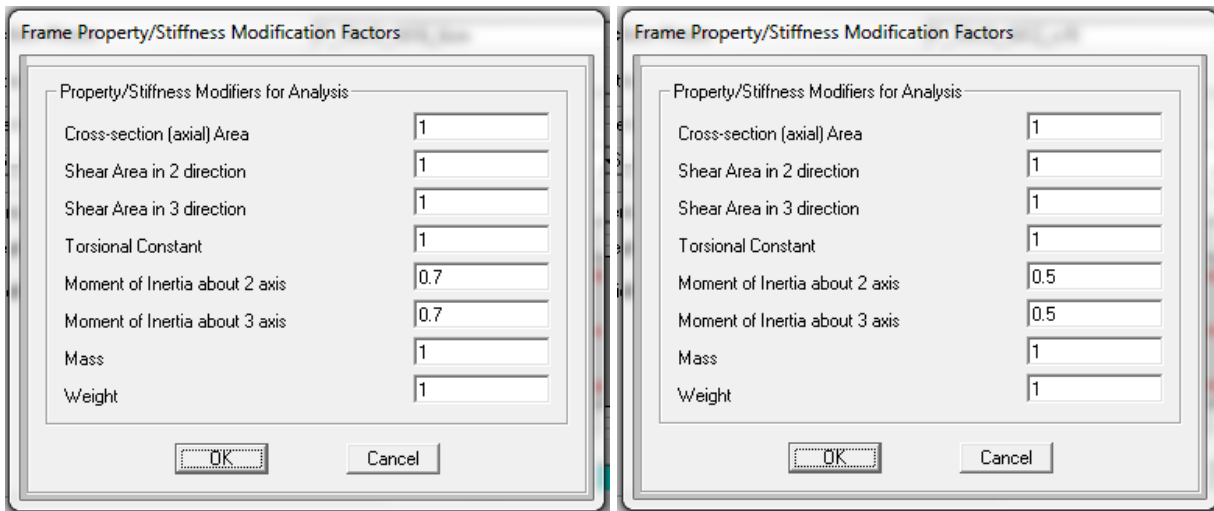 Frame Property/Stiffness Modification Factors
Property/Stiffness Modifiers for Analysis
Cross-section (axial) Area 1
Shear Area in 2 direction 1
Shear Area in 3 direction 1
Torsional Constant 1
Moment of Inertia about 2 axis 0.7
Moment of Inertia about 3 axis 0.7
Mass 1
Weight 1
OK Cancel
Frame Property/Stiffness Modification Factors
Property/Stiffness Modifiers for Analysis
Cross-section (axial) Area 1
Shear Area in 2 direction 1
Shear Area in 3 direction 1
Torsional Constant 1
Moment of Inertia about 2 axis 0.5
Moment of Inertia about 3 axis 0.5
Mass 1
Weight 1
OK Cancel